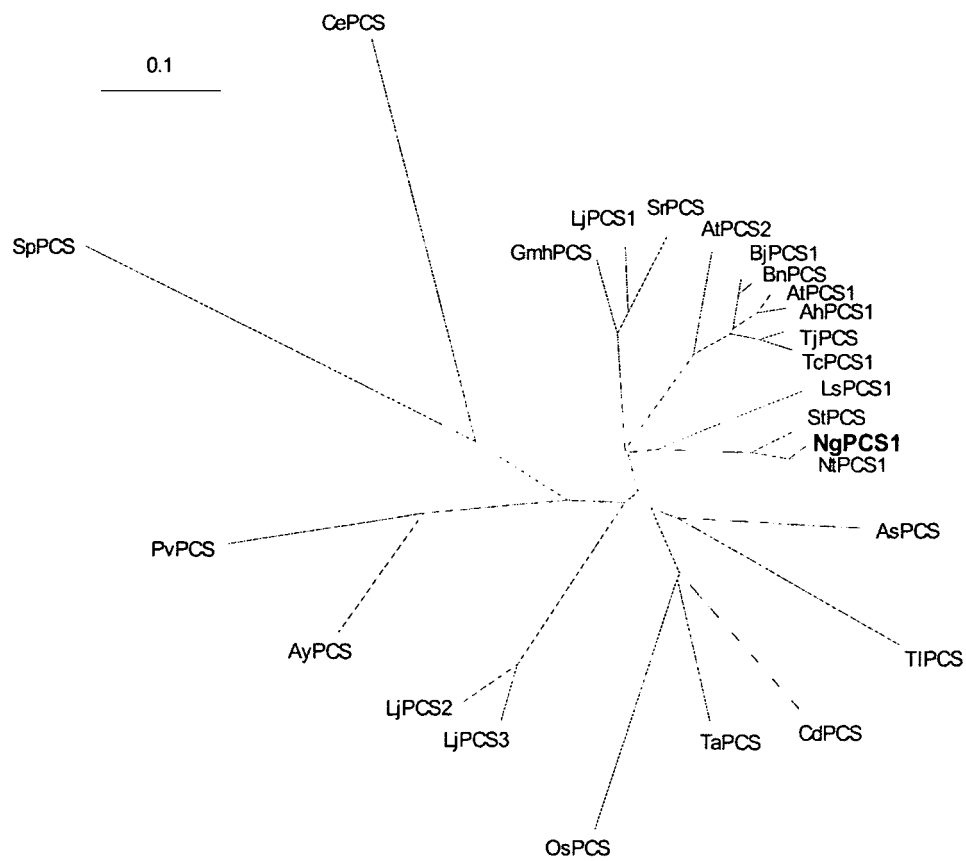 CePCS
0.1
SrPCS
LjPCS1
AtPCS2
SpPCS
GmhPCS
BjPCS1
BnPCS
AtPCS1
AhPCS1
TjPCS
TcPCS1
LsPCS1
StPCS
NgPCS1
NtPCS1
AsPCS
PvPCS
AyPCS
TlPCS
LjPCS2
CdPCS
LjPCS3
TaPCS
OsPCS